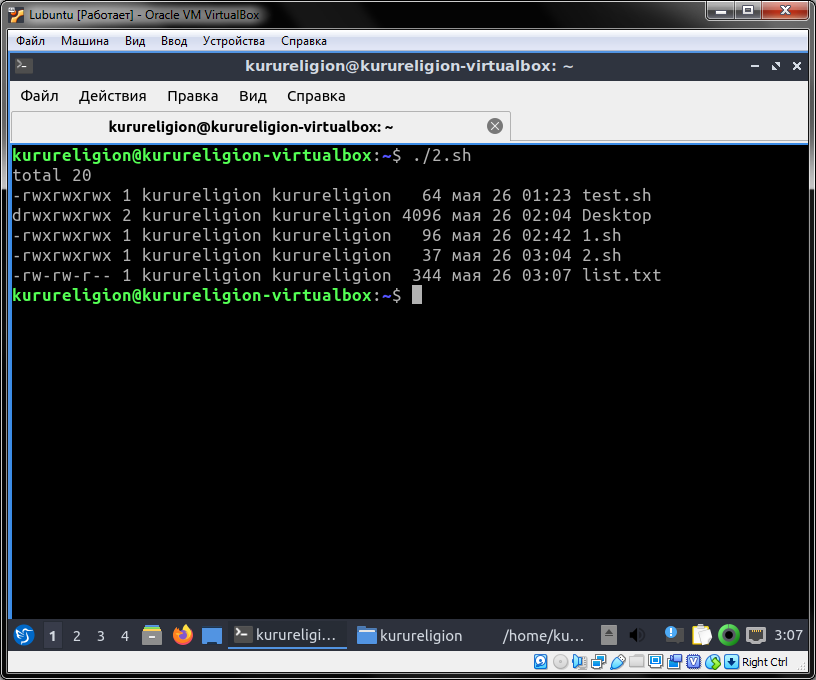 Lubuntu [Работает] - Oracle VM VirtualBox
Файл Машина Вид Ввод Устройства Справка
kurureligion@kurureligion-virtualbox: ~
Файл Действия Правка Вид Справка
kurureligion@kurureligion-virtualbox: ~
kurureligion@kurureligion-virtualbox:~$ ./2.sh
total 20
-rwxrwxrwx 1 kurureligion kurureligion   64 мая 26 01:23 test.sh
drwxrwxrwx 2 kurureligion kurureligion 4096 мая 26 02:04 Desktop
-rwxrwxrwx 1 kurureligion kurureligion   96 мая 26 02:42 1.sh
-rwxrwxrwx 1 kurureligion kurureligion   37 мая 26 03:04 2.sh
-rw-rw-r-- 1 kurureligion kurureligion  344 мая 26 03:07 list.txt
kurureligion@kurureligion-virtualbox:~$
1 2 3 4 kurureligi... kurureligion /home/ku... 3:07
Right Ctrl